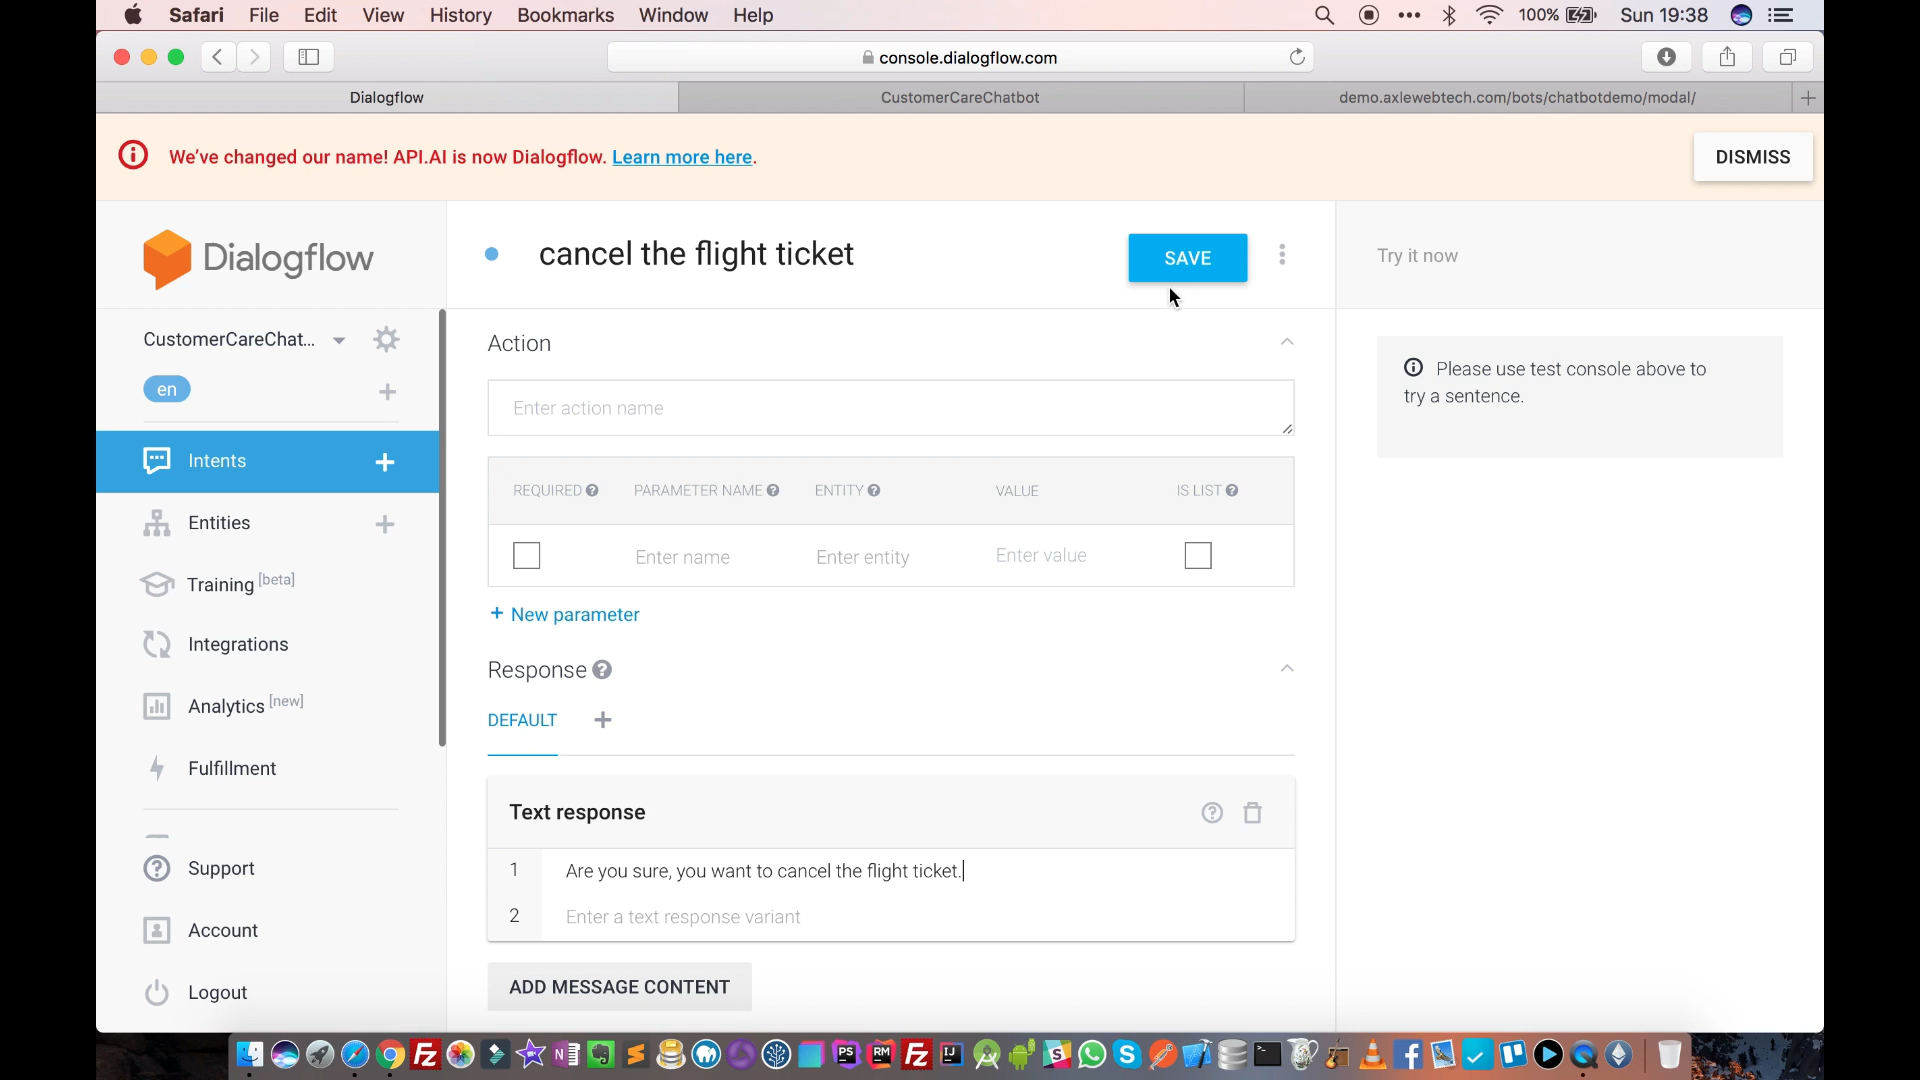 Safari File Edit View History Bookmarks Window Help 100% Sun 19:38
console.dialogflow.com
Dialogflow CustomerCareChatbot demo.axlewebtech.com/bots/chatbotdemo/modal/
We've changed our name! API.AI is now Dialogflow. Learn more here. DISMISS
Dialogflow cancel the flight ticket SAVE Try it now
CustomerCareChat...
en
Intents
Entities
Training [beta]
Integrations
Analytics [new]
Fulfillment
Support
Account
Logout
Action
Enter action name
REQUIRED PARAMETER NAME ENTITY VALUE IS LIST
Enter name Enter entity Enter value
+ New parameter
Response
DEFAULT
Text response
1 Are you sure, you want to cancel the flight ticket.
2 Enter a text response variant
ADD MESSAGE CONTENT
Please use test console above to
try a sentence.
PS RM IJ